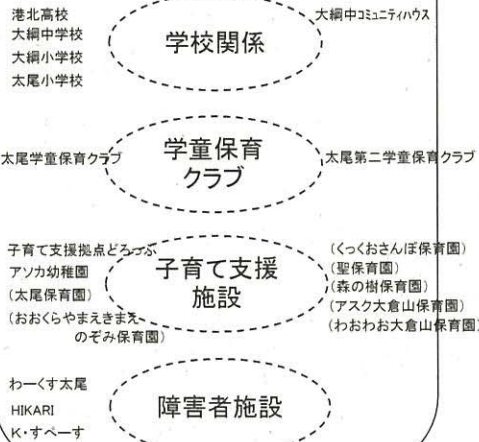 港北高校
大綱中学校
大綱小学校
太尾小学校
学校関係
大綱中コミュニティハウス
太尾学童保育クラブ
学童保育
クラブ
太尾第二学童保育クラブ
子育て支援拠点どろっぷ
アソカ幼稚園
(太尾保育園)
(おおくらやまえきまえ
のぞみ保育園)
子育て支援
施設
(くっくおさんぽ保育園)
(聖保育園)
(森の樹保育園)
(アスク大倉山保育園)
(わおわお大倉山保育園)
わーくす太尾
HIKARI
K・すぺーす
障害者施設